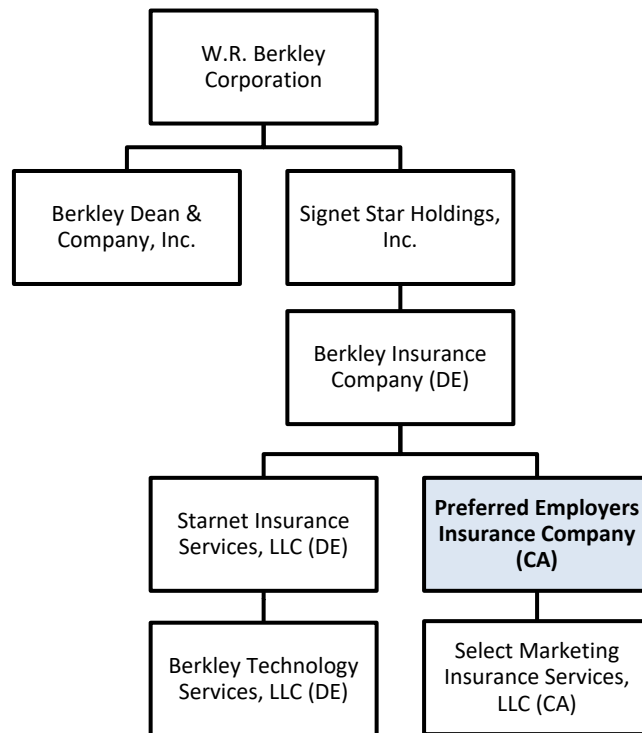 W.R. Berkley
Corporation
Berkley Dean &
Company, Inc.
Signet Star Holdings,
Inc.
Berkley Insurance
Company (DE)
Starnet Insurance
Services, LLC (DE)
Preferred Employers
Insurance Company
(CA)
Berkley Technology
Services, LLC (DE)
Select Marketing
Insurance Services,
LLC (CA)